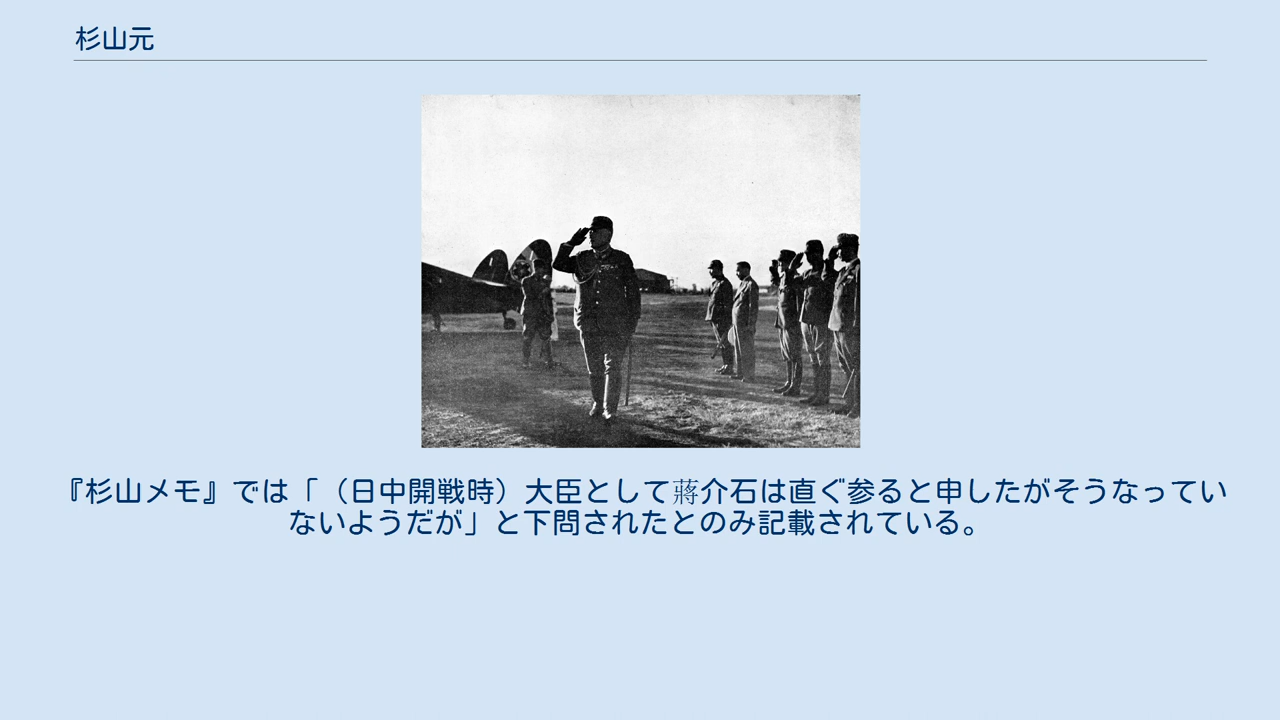 杉山元
『杉山メモ』では「（日中開戦時）大臣として蔣介石は直ぐ参ると申したがそうなってい
ないようだが」と下問されたとのみ記載されている。